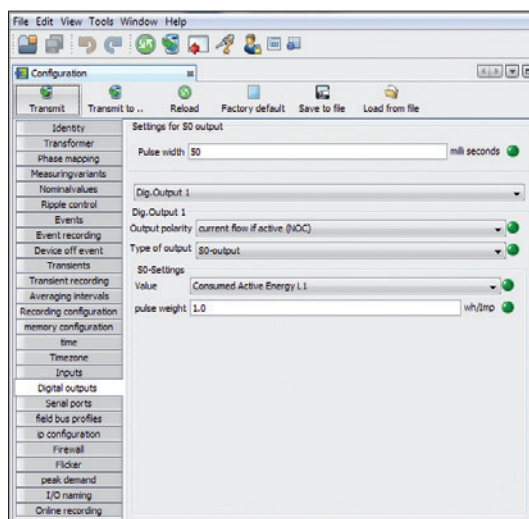 File Edit View Tools Window Help
Configuration
Transmit
Transmit to ..
Reload
Factory default
Save to file
Load from file
Identity
Transformer
Phase mapping
Measuringvariants
Nominalvalues
Ripple control
Events
Event recording
Device off event
Transients
Transient recording
Averaging intervals
Recording configuration
memory configuration
time
Timezone
Inputs
Digital outputs
Serial ports
field bus profiles
ip configuration
Firewall
Flicker
peak demand
I/O naming
Online recording
Settings for S0 output
Pulse width 50 milli seconds
Dig.Output 1
Dig.Output 1
Output polarity current flow if active (NOC)
Type of output S0-output
S0-Settings
Value Consumed Active Energy L1
pulse weight 1.0 wh/Imp